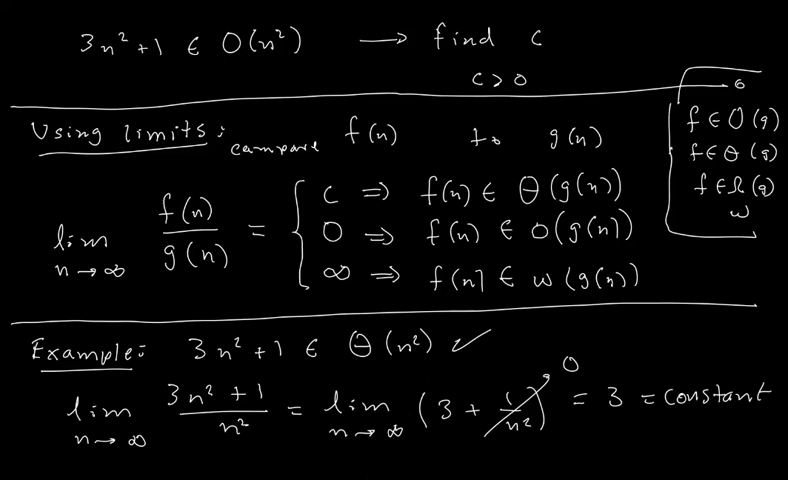 3n² + 1 ∈ O(n²) → find c
c > 0
Using limits: compare f(n) to g(n)
lim n→∞ f(n)/g(n) = { c ⇒ f(n) ∈ Θ(g(n))
0 ⇒ f(n) ∈ o(g(n))
∞ ⇒ f(n) ∈ ω(g(n))
o
f ∈ O(g)
f ∈ Θ(g)
f ∈ Ω(g)
ω
Example: 3n² + 1 ∈ Θ(n²) ✓
lim n→∞ (3n² + 1)/n² = lim n→∞ (3 + 1/n²) 0 = 3 = constant